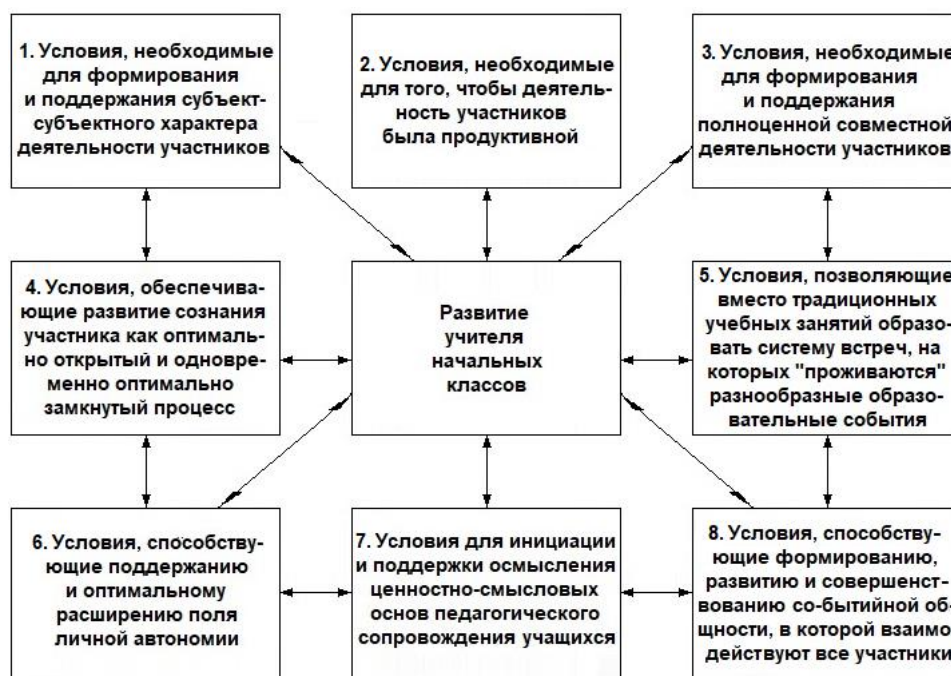 1. Условия, необходимые
для формирования
и поддержания субъект-
субъектного характера
деятельности участников
2. Условия, необходимые
для того, чтобы деятель-
ность участников
была продуктивной
3. Условия, необходимые
для формирования
и поддержания
полноценной совместной
деятельности участников
4. Условия, обеспечива-
ющие развитие сознания
участника как оптималь-
но открытый и одновре-
менно оптимально
замкнутый процесс
Развитие
учителя
начальных
классов
5. Условия, позволяющие
вместо традиционных
учебных занятий образо-
вать систему встреч, на
которых "проживаются"
разнообразные образо-
вательные события
6. Условия, способству-
ющие поддержанию
и оптимальному
расширению поля
личной автономии
7. Условия для инициации
и поддержки осмысления
ценностно-смысловых
основ педагогического
сопровождения учащихся
8. Условия, способству-
ющие формированию,
развитию и совершенст-
вованию со-бытийной об-
щности, в которой взаимо-
действуют все участники